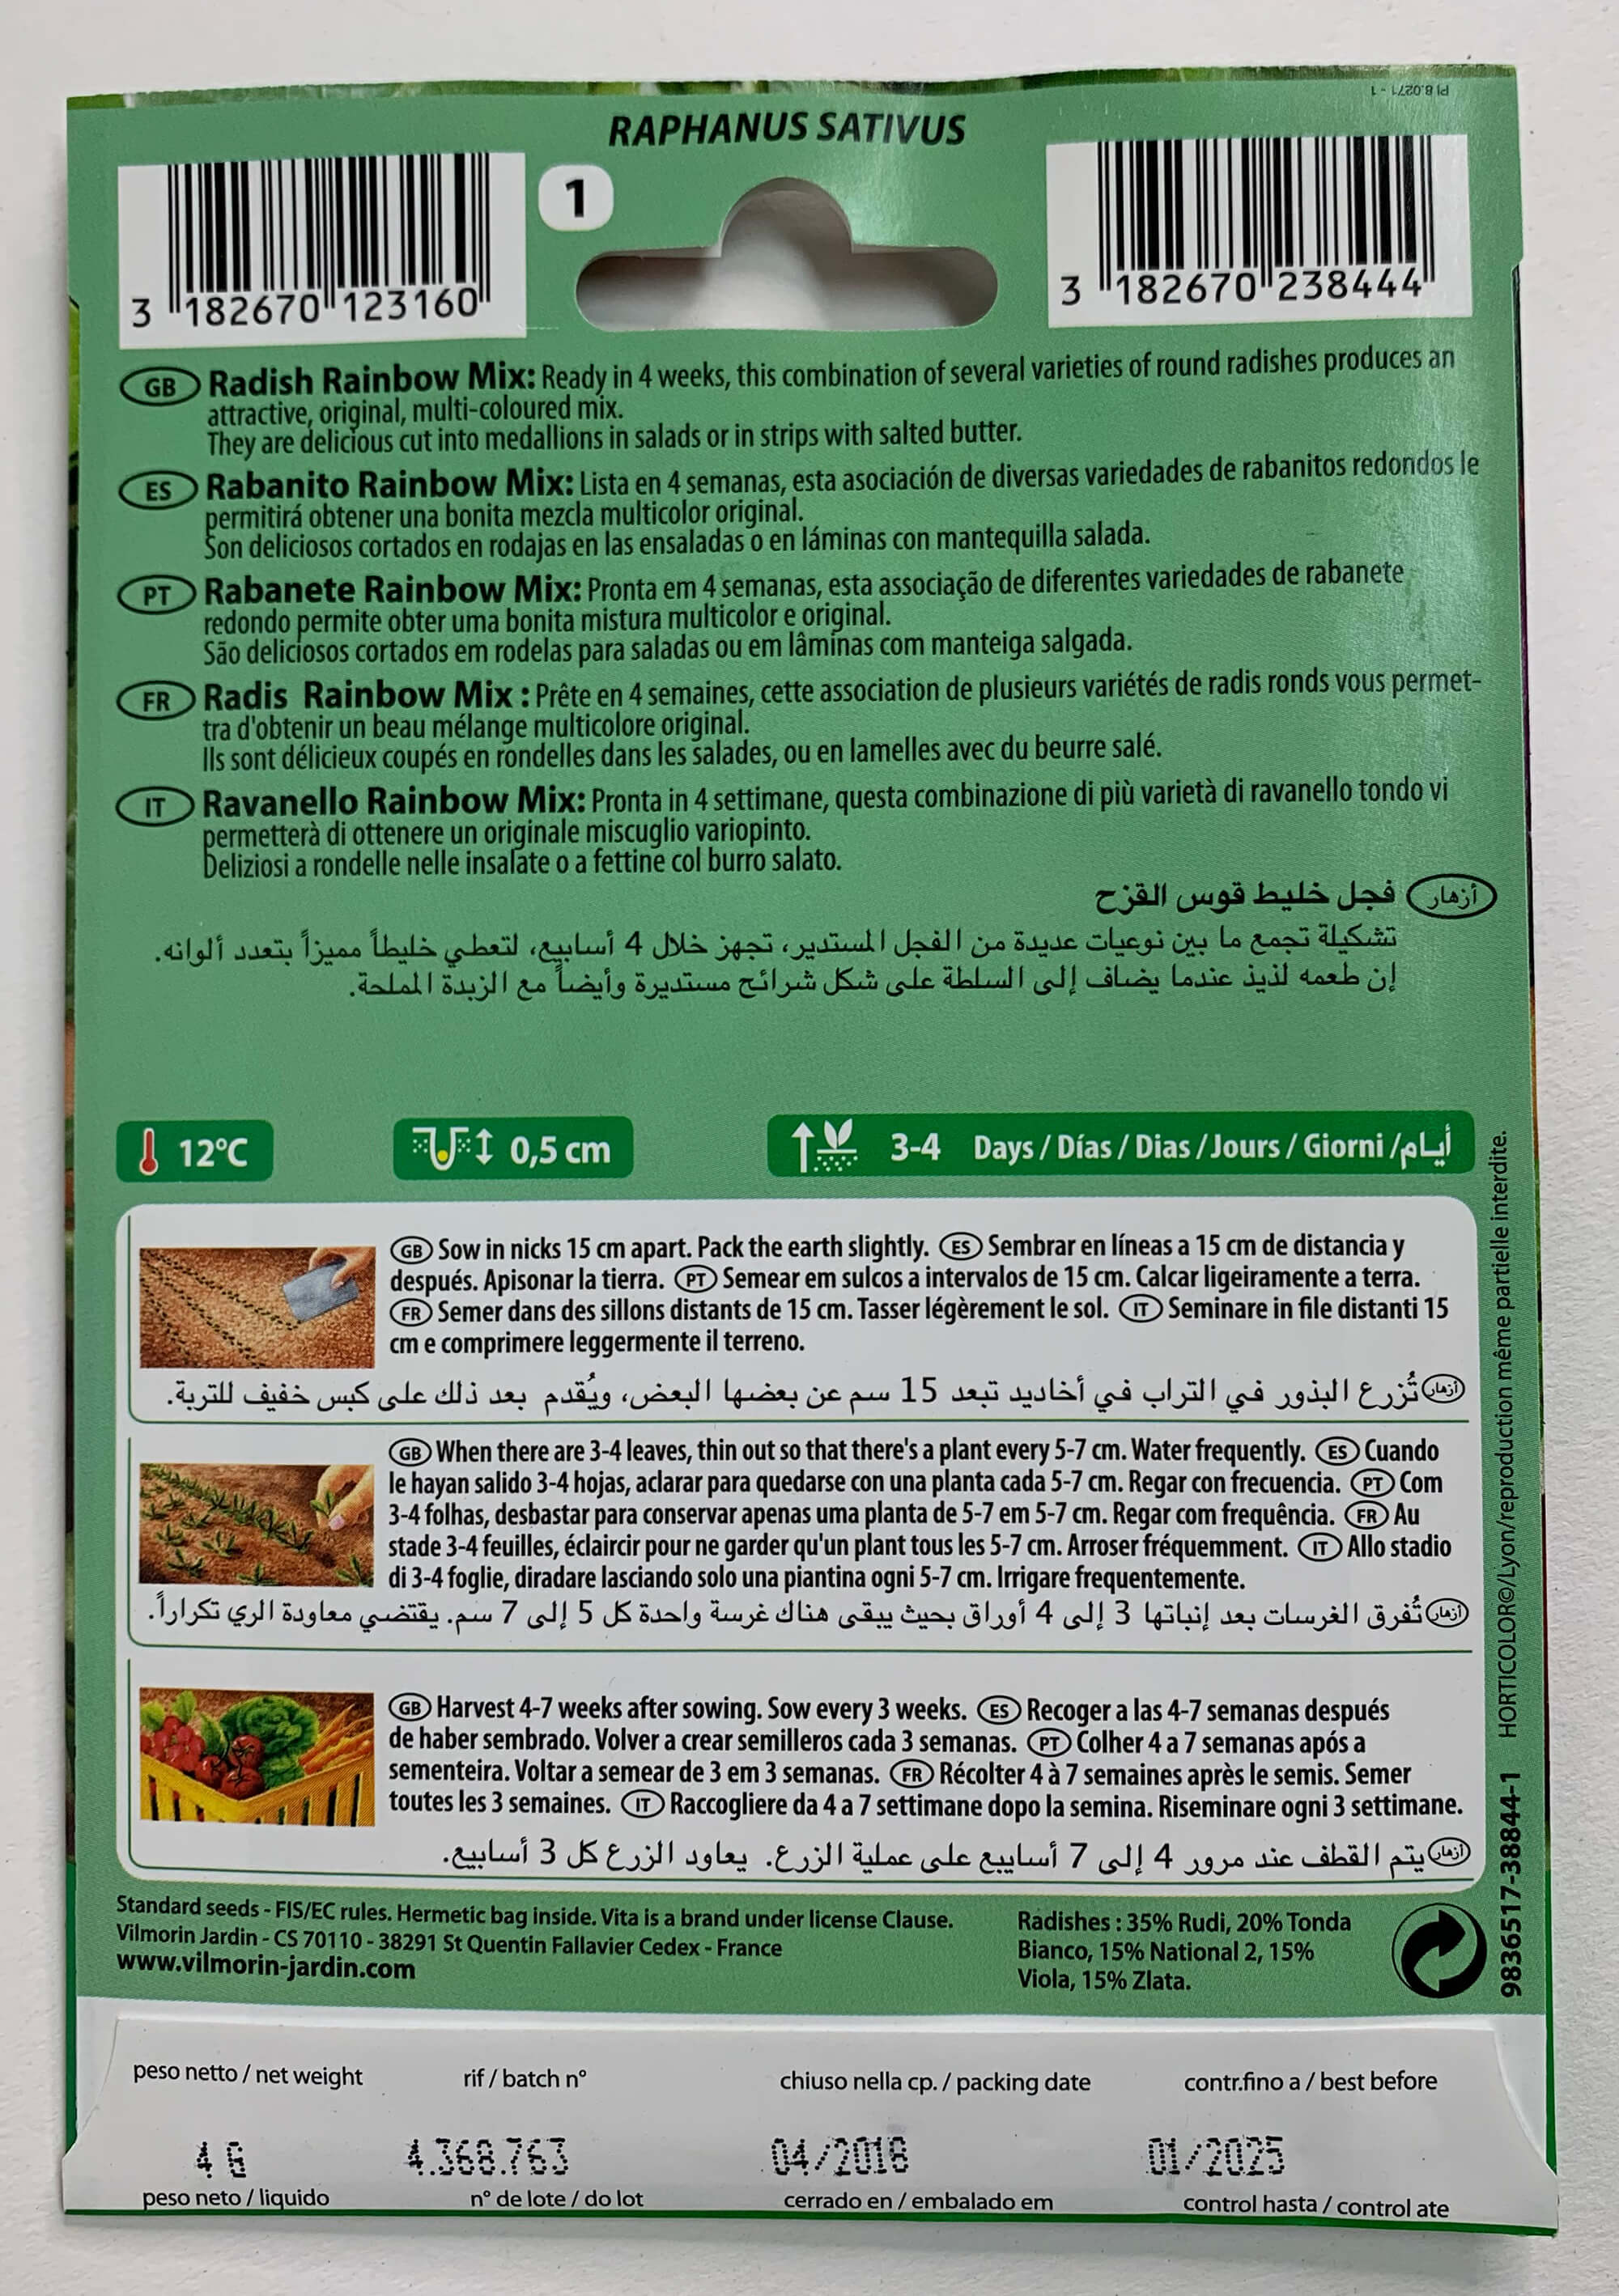 PJ 8.0271 - 1
RAPHANUS SATIVUS
1
3 182670 123160
3 182670 238444
GB Radish Rainbow Mix: Ready in 4 weeks, this combination of several varieties of round radishes produces an
attractive, original, multi-coloured mix.
They are delicious cut into medallions in salads or in strips with salted butter.
ES Rabanito Rainbow Mix: Lista en 4 semanas, esta asociación de diversas variedades de rabanitos redondos le
permitirá obtener una bonita mezcla multicolor original.
Son deliciosos cortados en rodajas en las ensaladas o en láminas con mantequilla salada.
PT Rabanete Rainbow Mix: Pronta em 4 semanas, esta associação de diferentes variedades de rabanete
redondo permite obter uma bonita mistura multicolor e original.
São deliciosos cortados em rodelas para saladas ou em lâminas com manteiga salgada.
FR Radis Rainbow Mix : Prête en 4 semaines, cette association de plusieurs variétés de radis ronds vous permet-
tra d'obtenir un beau mélange multicolore original.
Ils sont délicieux coupés en rondelles dans les salades, ou en lamelles avec du beurre salé.
IT Ravanello Rainbow Mix: Pronta in 4 settimane, questa combinazione di più varietà di ravanello tondo vi
permetterà di ottenere un originale miscuglio variopinto.
Deliziosi a rondelle nelle insalate o a fettine col burro salato.
أزهار فجل خليط قوس القزح
تشكيلة تجمع ما بين نوعيات عديدة من الفجل المستدير، تجهز خلال 4 أسابيع، لتعطي خليطاً مميزاً بتعدد ألوانه.
إن طعمه لذيذ عندما يضاف إلى السلطة على شكل شرائح مستديرة وأيضاً مع الزبدة المملحة.
12°C
0,5 cm
3-4 Days / Días / Dias / Jours / Giorni / أيام
GB Sow in nicks 15 cm apart. Pack the earth slightly. ES Sembrar en líneas a 15 cm de distancia y
después. Apisonar la tierra. PT Semear em sulcos a intervalos de 15 cm. Calcar ligeiramente a terra.
FR Semer dans des sillons distants de 15 cm. Tasser légèrement le sol. IT Seminare in file distanti 15
cm e comprimere leggermente il terreno.
أزهار تُزرع البذور في التراب في أخاديد تبعد 15 سم عن بعضها البعض، ويُقدم بعد ذلك على كبس خفيف للتربة.
GB When there are 3-4 leaves, thin out so that there's a plant every 5-7 cm. Water frequently. ES Cuando
le hayan salido 3-4 hojas, aclarar para quedarse con una planta cada 5-7 cm. Regar con frecuencia. PT Com
3-4 folhas, desbastar para conservar apenas uma planta de 5-7 em 5-7 cm. Regar com frequência. FR Au
stade 3-4 feuilles, éclaircir pour ne garder qu'un plant tous les 5-7 cm. Arroser fréquemment. IT Allo stadio
di 3-4 foglie, diradare lasciando solo una piantina ogni 5-7 cm. Irrigare frequentemente.
أزهار تُفرق الغرسات بعد إنباتها 3 إلى 4 أوراق بحيث يبقى هناك غرسة واحدة كل 5 إلى 7 سم. يقتضي معاودة الري تكراراً.
GB Harvest 4-7 weeks after sowing. Sow every 3 weeks. ES Recoger a las 4-7 semanas después
de haber sembrado. Volver a crear semilleros cada 3 semanas. PT Colher 4 a 7 semanas após a
sementeira. Voltar a semear de 3 em 3 semanas. FR Récolter 4 à 7 semaines après le semis. Semer
toutes les 3 semaines. IT Raccogliere da 4 a 7 settimane dopo la semina. Riseminare ogni 3 settimane.
أزهار يتم القطف عند مرور 4 إلى 7 أساييع على عملية الزرع. يعاود الزرع كل 3 أسابيع.
9836517-38844-1 HORTICOLOR©/Lyon/reproduction même partielle interdite.
Standard seeds - FIS/EC rules. Hermetic bag inside. Vita is a brand under license Clause.
Vilmorin Jardin - CS 70110 - 38291 St Quentin Fallavier Cedex - France
www.vilmorin-jardin.com
Radishes : 35% Rudi, 20% Tonda
Bianco, 15% National 2, 15%
Viola, 15% Zlata.
peso netto / net weight
rif / batch n°
chiuso nella cp. / packing date
contr.fino a / best before
4 G
4.368.763
04/2018
01/2025
peso neto / liquido
n° de lote / do lot
cerrado en / embalado em
control hasta / control ate